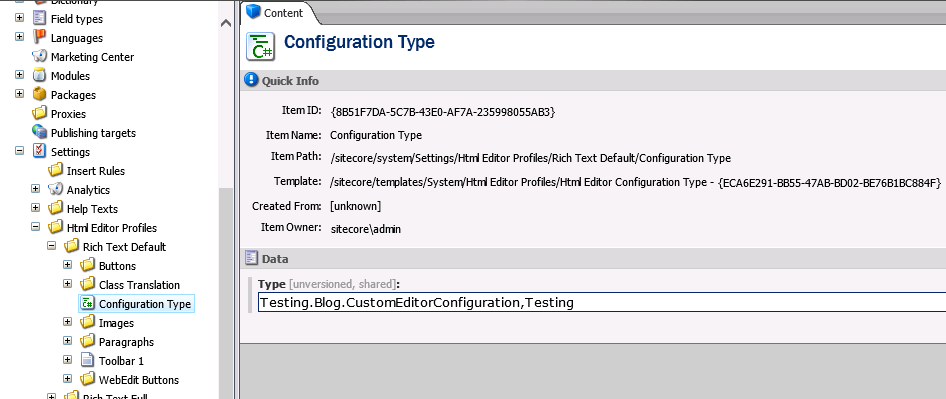 Dictionary
Field types
Languages
Marketing Center
Modules
Packages
Proxies
Publishing targets
Settings
Insert Rules
Analytics
Help Texts
Html Editor Profiles
Rich Text Default
Buttons
Class Translation
Configuration Type
Images
Paragraphs
Toolbar 1
WebEdit Buttons
Rich Text Full
Content
Configuration Type
Quick Info
Item ID: {8B51F7DA-5C7B-43E0-AF7A-235998055AB3}
Item Name: Configuration Type
Item Path: /sitecore/system/Settings/Html Editor Profiles/Rich Text Default/Configuration Type
Template: /sitecore/templates/System/Html Editor Profiles/Html Editor Configuration Type - {ECA6E291-BB55-47AB-BD02-BE76B1BC884F}
Created From: [unknown]
Item Owner: sitecore\admin
Data
Type [unversioned, shared]:
Testing.Blog.CustomEditorConfiguration,Testing